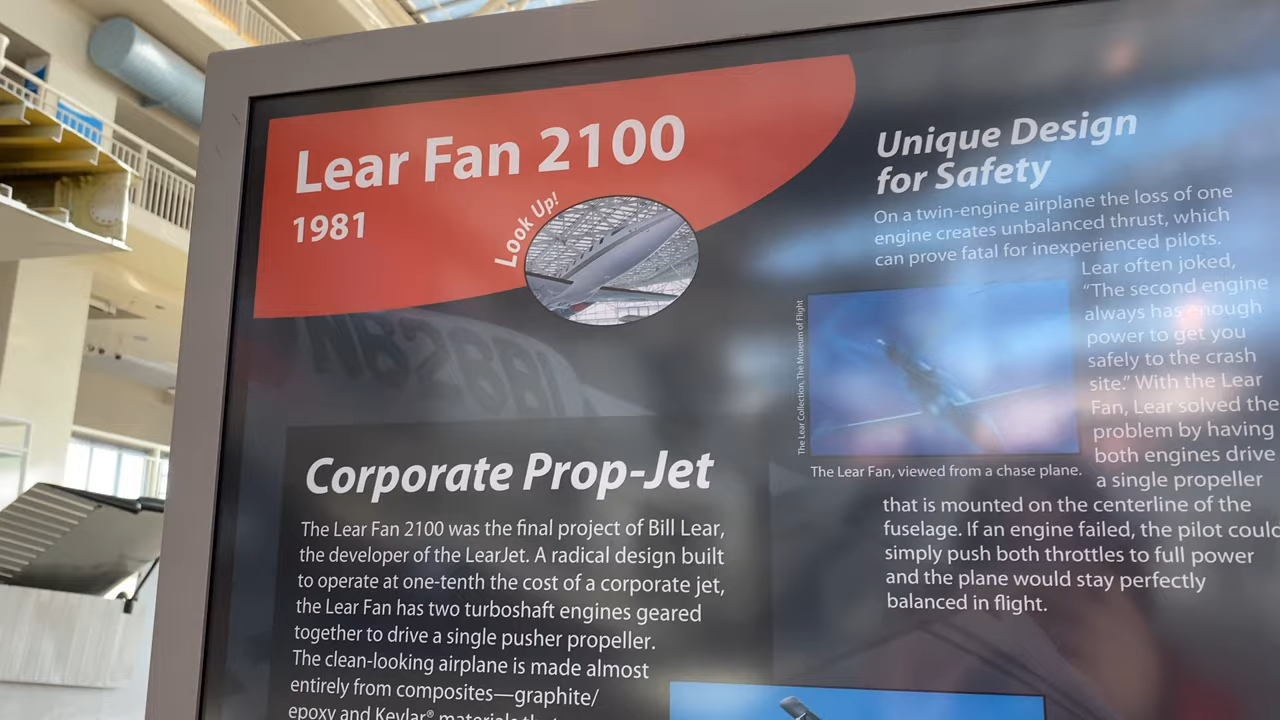 Lear Fan 2100
1981
Look Up!
Corporate Prop-Jet
The Lear Fan 2100 was the final project of Bill Lear,
the developer of the LearJet. A radical design built
to operate at one-tenth the cost of a corporate jet,
the Lear Fan has two turboshaft engines geared
together to drive a single pusher propeller.
The clean-looking airplane is made almost
entirely from composites—graphite/
epoxy and Kevlar® materials that
Unique Design
for Safety
On a twin-engine airplane the loss of one
engine creates unbalanced thrust, which
can prove fatal for inexperienced pilots.
Lear often joked,
“The second engine
always has enough
power to get you
safely to the crash
site.” With the Lear
Fan, Lear solved the
problem by having
both engines drive
a single propeller
that is mounted on the centerline of the
fuselage. If an engine failed, the pilot could
simply push both throttles to full power
and the plane would stay perfectly
balanced in flight.
The Lear Collection, The Museum of Flight
The Lear Fan, viewed from a chase plane.